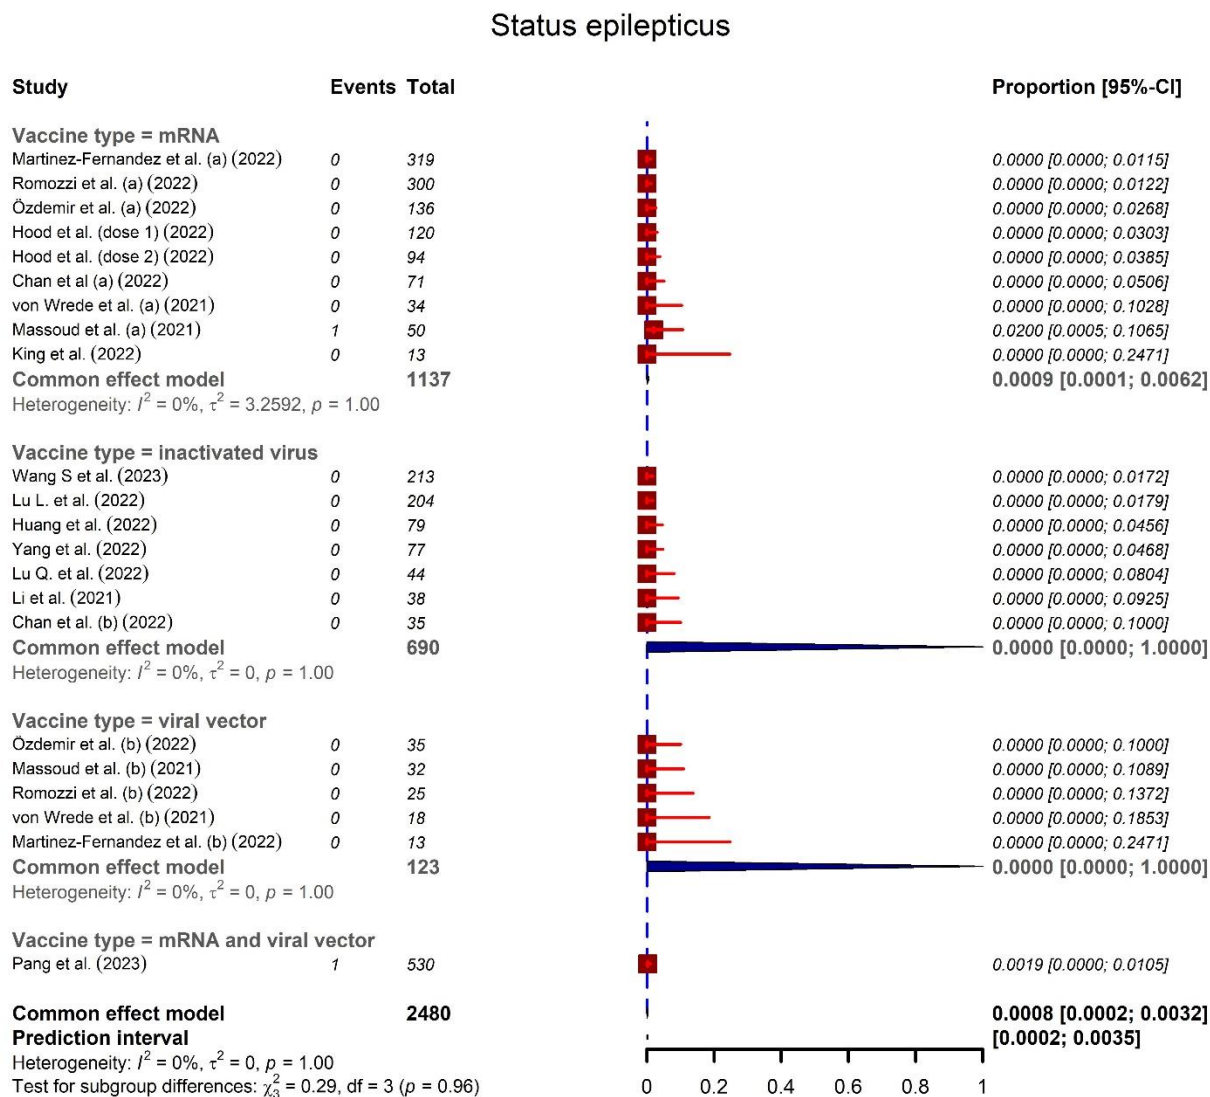 Status epilepticus
Study Events Total Proportion [95%-CI]
Vaccine type = mRNA
Martinez-Fernandez et al. (a) (2022) 0 319 0.0000 [0.0000; 0.0115]
Romozzi et al. (a) (2022) 0 300 0.0000 [0.0000; 0.0122]
Özdemir et al. (a) (2022) 0 136 0.0000 [0.0000; 0.0268]
Hood et al. (dose 1) (2022) 0 120 0.0000 [0.0000; 0.0303]
Hood et al. (dose 2) (2022) 0 94 0.0000 [0.0000; 0.0385]
Chan et al (a) (2022) 0 71 0.0000 [0.0000; 0.0506]
von Wrede et al. (a) (2021) 0 34 0.0000 [0.0000; 0.1028]
Massoud et al. (a) (2021) 1 50 0.0200 [0.0005; 0.1065]
King et al. (2022) 0 13 0.0000 [0.0000; 0.2471]
Common effect model 1137 0.0009 [0.0001; 0.0062]
Heterogeneity: I² = 0%, τ² = 3.2592, p = 1.00
Vaccine type = inactivated virus
Wang S et al. (2023) 0 213 0.0000 [0.0000; 0.0172]
Lu L. et al. (2022) 0 204 0.0000 [0.0000; 0.0179]
Huang et al. (2022) 0 79 0.0000 [0.0000; 0.0456]
Yang et al. (2022) 0 77 0.0000 [0.0000; 0.0468]
Lu Q. et al. (2022) 0 44 0.0000 [0.0000; 0.0804]
Li et al. (2021) 0 38 0.0000 [0.0000; 0.0925]
Chan et al. (b) (2022) 0 35 0.0000 [0.0000; 0.1000]
Common effect model 690 0.0000 [0.0000; 1.0000]
Heterogeneity: I² = 0%, τ² = 0, p = 1.00
Vaccine type = viral vector
Özdemir et al. (b) (2022) 0 35 0.0000 [0.0000; 0.1000]
Massoud et al. (b) (2021) 0 32 0.0000 [0.0000; 0.1089]
Romozzi et al. (b) (2022) 0 25 0.0000 [0.0000; 0.1372]
von Wrede et al. (b) (2021) 0 18 0.0000 [0.0000; 0.1853]
Martinez-Fernandez et al. (b) (2022) 0 13 0.0000 [0.0000; 0.2471]
Common effect model 123 0.0000 [0.0000; 1.0000]
Heterogeneity: I² = 0%, τ² = 0, p = 1.00
Vaccine type = mRNA and viral vector
Pang et al. (2023) 1 530 0.0019 [0.0000; 0.0105]
Common effect model 2480 0.0008 [0.0002; 0.0032]
Prediction interval [0.0002; 0.0035]
Heterogeneity: I² = 0%, τ² = 0, p = 1.00
Test for subgroup differences: χ²₃ = 0.29, df = 3 (p = 0.96)
0 0.2 0.4 0.6 0.8 1